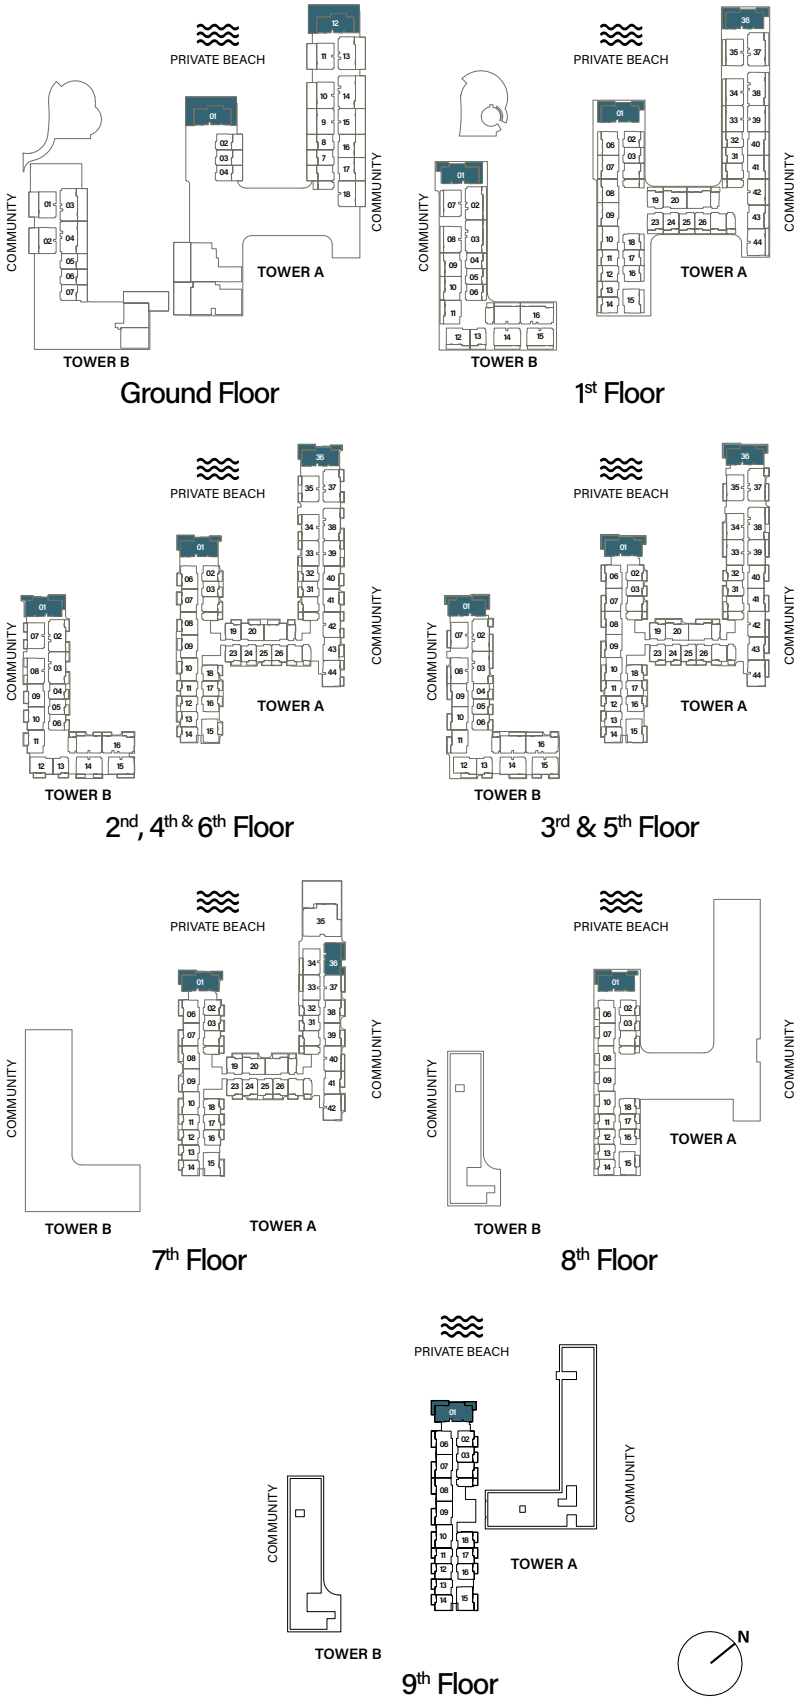 PRIVATE BEACH
12
11 13
10 14
9 15
8 16
7 17
18
01
02
03
04
01 03
02 04
05
06
07
COMMUNITY
COMMUNITY
TOWER A
TOWER B
Ground Floor
PRIVATE BEACH
36
35 37
34 38
33 39
32 40
31 41
42
43
44
01
06 02
07 03
08
09
10 18
11 17
12 16
13
14 15
19 20
23 24 25 26
01
07 02
08 03
09 04
05
10 06
11
16
12 13 14 15
COMMUNITY
COMMUNITY
TOWER A
TOWER B
1st Floor
PRIVATE BEACH
36
35 37
34 38
33 39
32 40
31 41
42
43
44
01
06 02
07 03
08
09
10 18
11 17
12 16
13
14 15
19 20
23 24 25 26
01
07 02
08 03
09 04
05
10 06
11
16
12 13 14 15
COMMUNITY
COMMUNITY
TOWER A
TOWER B
2nd, 4th & 6th Floor
PRIVATE BEACH
36
35 37
34 38
33 39
32 40
31 41
42
43
44
01
06 02
07 03
08
09
10 18
11 17
12 16
13
14 15
19 20
23 24 25 26
01
07 02
08 03
09 04
05
10 06
11
16
12 13 14 15
COMMUNITY
COMMUNITY
TOWER A
TOWER B
3rd & 5th Floor
PRIVATE BEACH
35
34 36
33 37
32 38
31 39
40
41
42
01
06 02
07 03
08
09
10 18
11 17
12 16
13
14 15
19 20
23 24 25 26
COMMUNITY
COMMUNITY
TOWER B
TOWER A
7th Floor
PRIVATE BEACH
01
06 02
07 03
08
09
10 18
11 17
12 16
13
14 15
COMMUNITY
COMMUNITY
TOWER A
TOWER B
8th Floor
PRIVATE BEACH
01
06 02
07 03
08
09
10 18
11 17
12 16
13
14 15
COMMUNITY
COMMUNITY
TOWER A
TOWER B
9th Floor
N